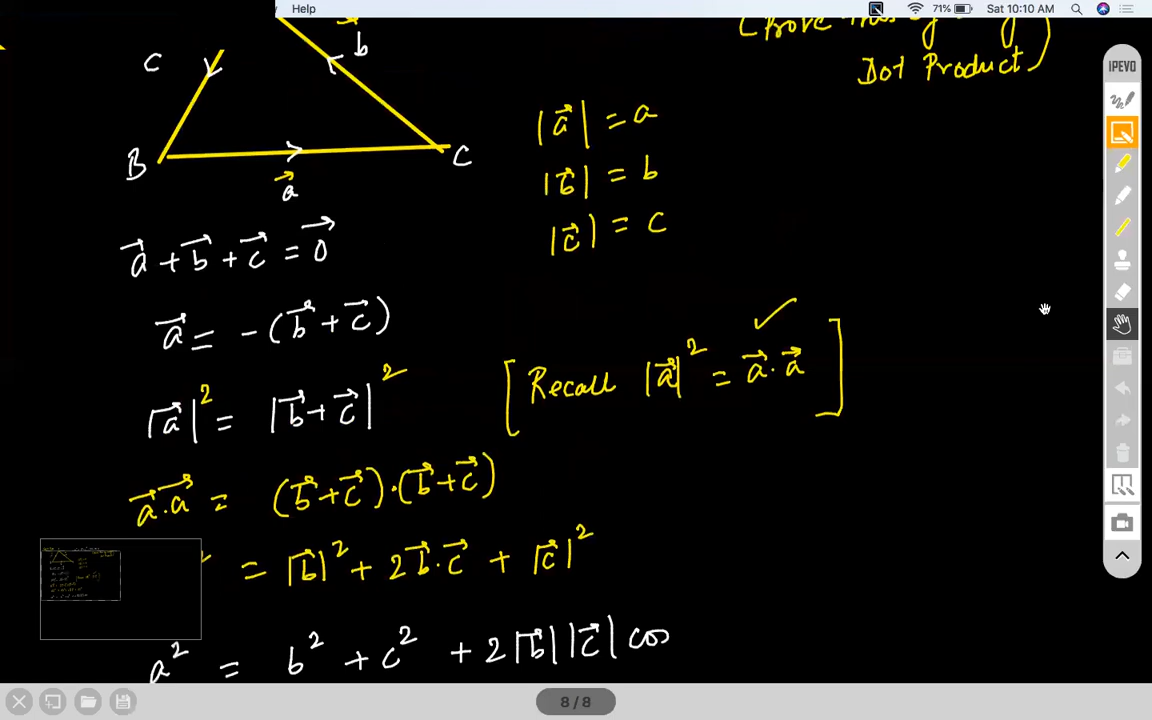 Help
71%
Sat 10:10 AM
IPEVO
Dot Product)
b
C
B
C
a⃗
|a⃗| = a
|b⃗| = b
|c⃗| = c
a⃗ + b⃗ + c⃗ = 0⃗
a⃗ = -(b⃗ + c⃗)
|a⃗|² = |b⃗ + c⃗|²
[Recall |a⃗|² = a⃗·a⃗]
a⃗·a⃗ = (b⃗ + c⃗)·(b⃗ + c⃗)
= |b⃗|² + 2b⃗·c⃗ + |c⃗|²
a² = b² + c² + 2|b⃗||c⃗| cos
8 / 8